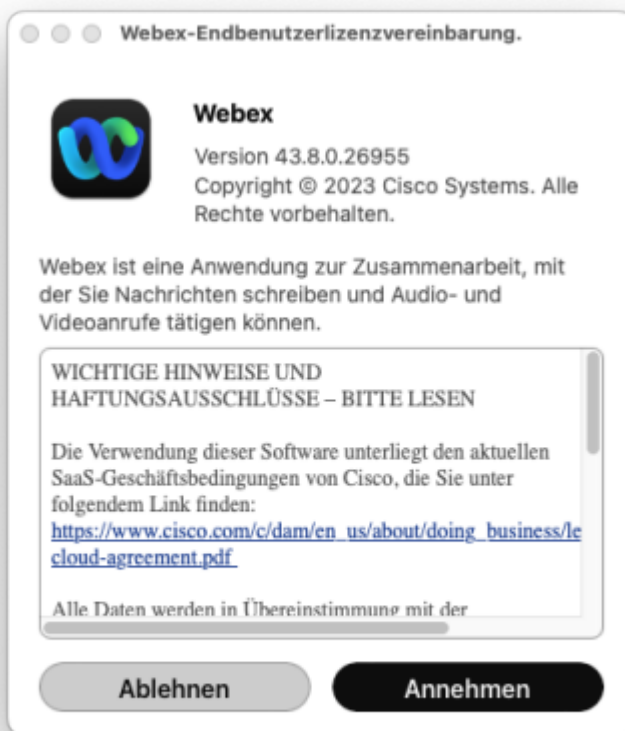 Webex-Endbenutzerlizenzvereinbarung.
Webex
Version 43.8.0.26955
Copyright © 2023 Cisco Systems. Alle
Rechte vorbehalten.
Webex ist eine Anwendung zur Zusammenarbeit, mit
der Sie Nachrichten schreiben und Audio- und
Videoanrufe tätigen können.
WICHTIGE HINWEISE UND
HAFTUNGSAUSSCHLÜSSE – BITTE LESEN
Die Verwendung dieser Software unterliegt den aktuellen
SaaS-Geschäftsbedingungen von Cisco, die Sie unter
folgendem Link finden:
https://www.cisco.com/c/dam/en_us/about/doing_business/le
cloud-agreement.pdf
Alle Daten werden in Übereinstimmung mit der
Ablehnen
Annehmen